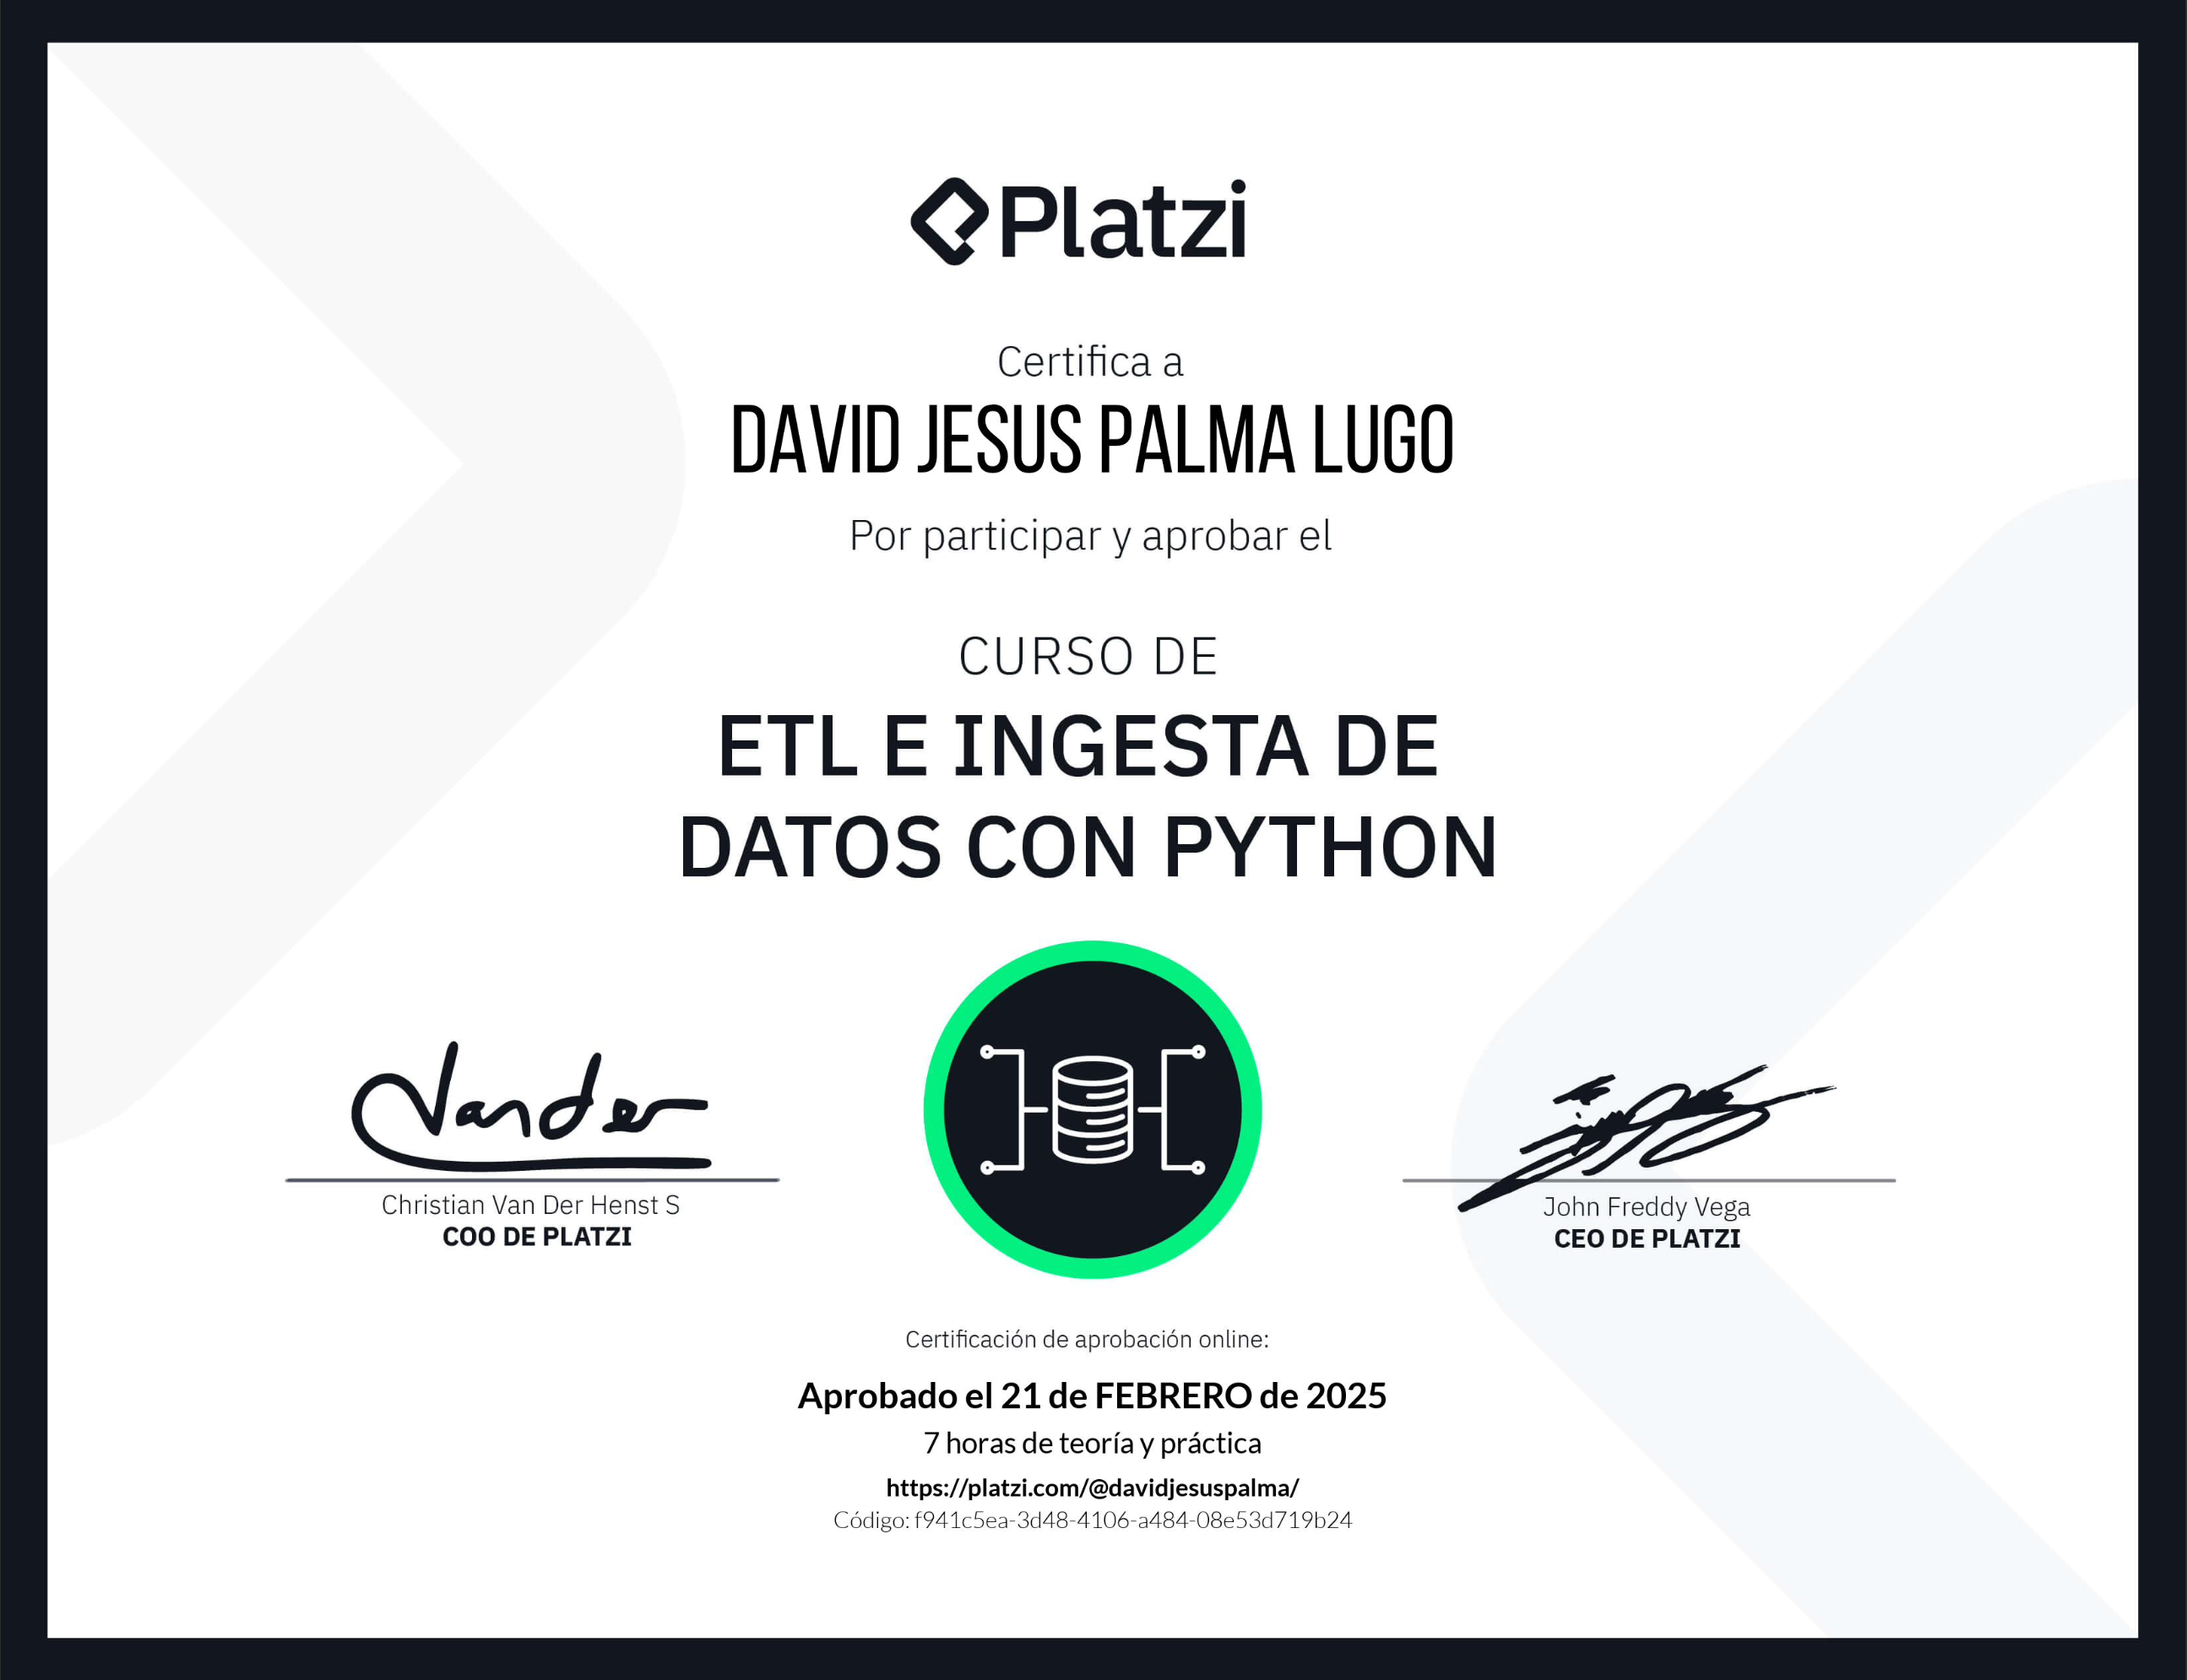 Platzi
Certifica a
DAVID JESUS PALMA LUGO
Por participar y aprobar el
CURSO DE
ETL E INGESTA DE
DATOS CON PYTHON
Vander
Christian Van Der Henst S
COO DE PLATZI
John Freddy Vega
CEO DE PLATZI
Certificación de aprobación online:
Aprobado el 21 de FEBRERO de 2025
7 horas de teoría y práctica
https://platzi.com/@davidjesuspalma/
Código: f941c5ea-3d48-4106-a484-08e53d719b24